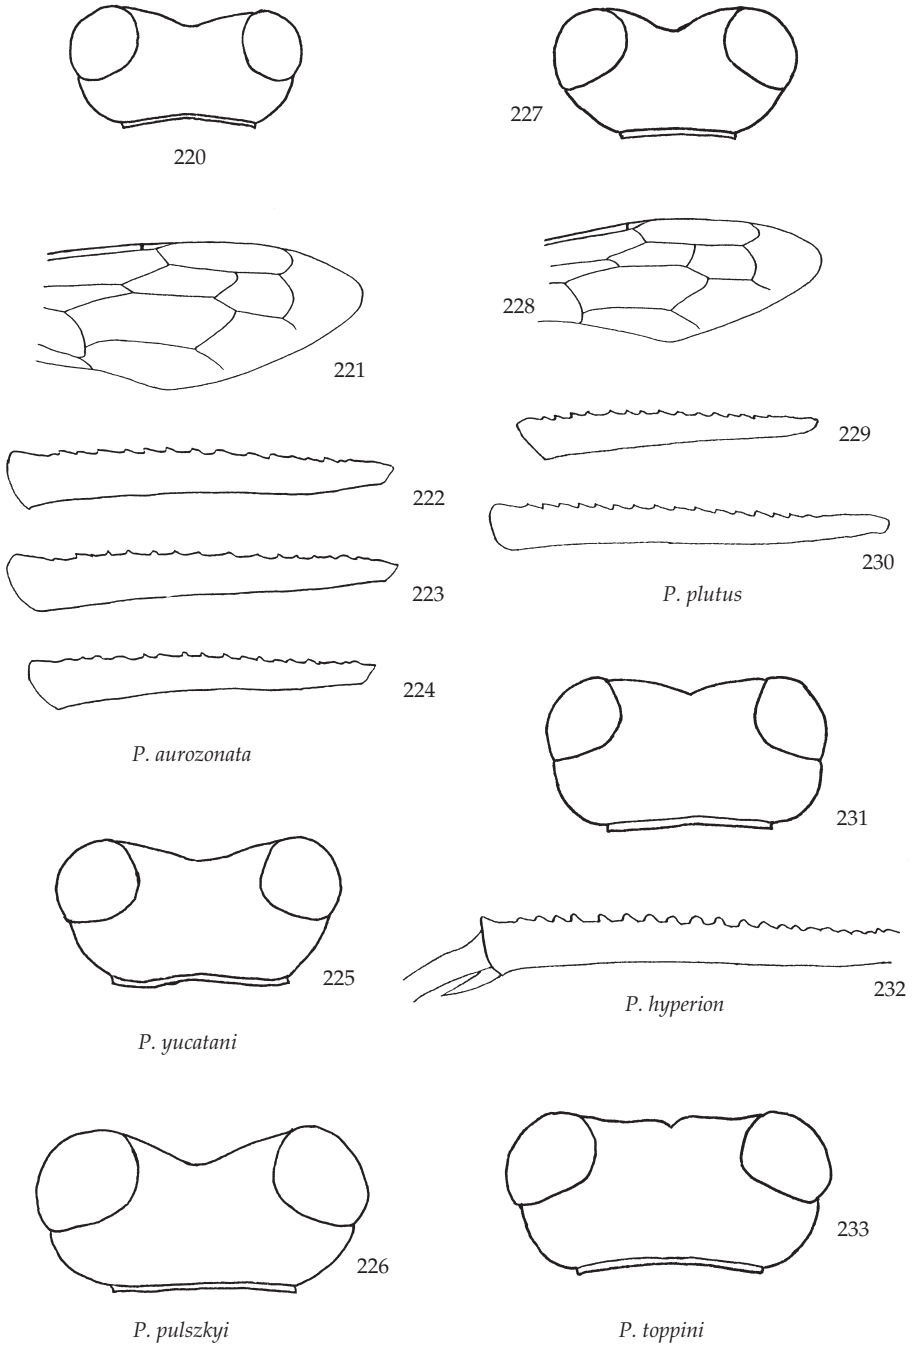 220
221
222
223
224
P. aurozonata
225
P. yucatani
226
P. pulszkyi
227
228
229
230
P. plutus
231
232
P. hyperion
233
P. toppini